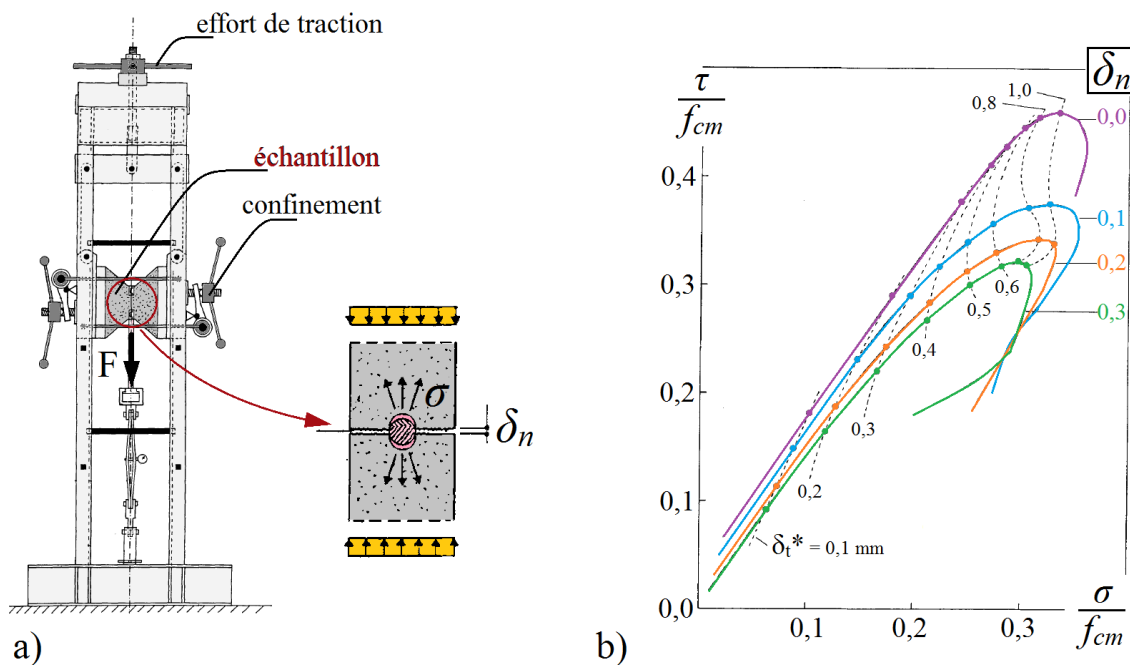 effort de traction
échantillon
confinement
F
σ
δn
a)
τ
fcm
δn
1,0
0,8
0,0
0,4
0,1
0,2
0,3
0,3
0,6
0,5
0,4
0,2
0,3
0,2
0,1
δt* = 0,1 mm
0,0
0,1
0,2
0,3
σ
fcm
b)